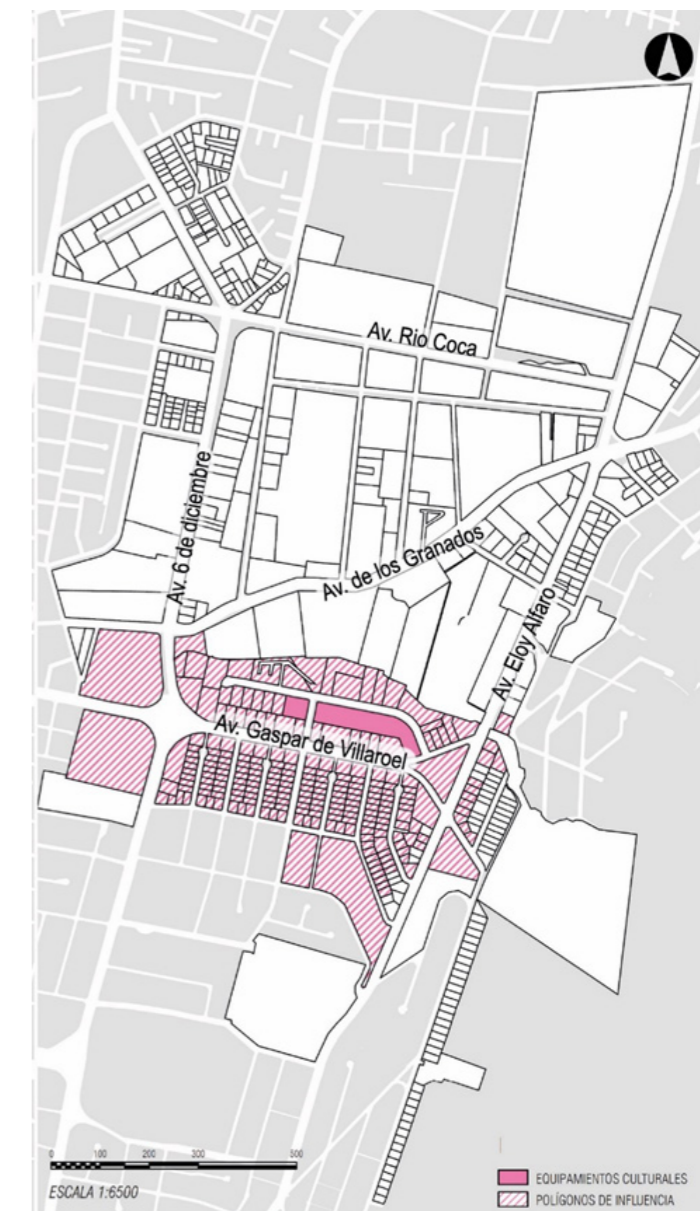 Av. Rio Coca
Av. 6 de diciembre
Av. de los Granados
Av. Eloy Alfaro
Av. Gaspar de Villaroel
0 100 200 300 500
ESCALA 1:6500
EQUIPAMIENTOS CULTURALES
POLÍGONOS DE INFLUENCIA